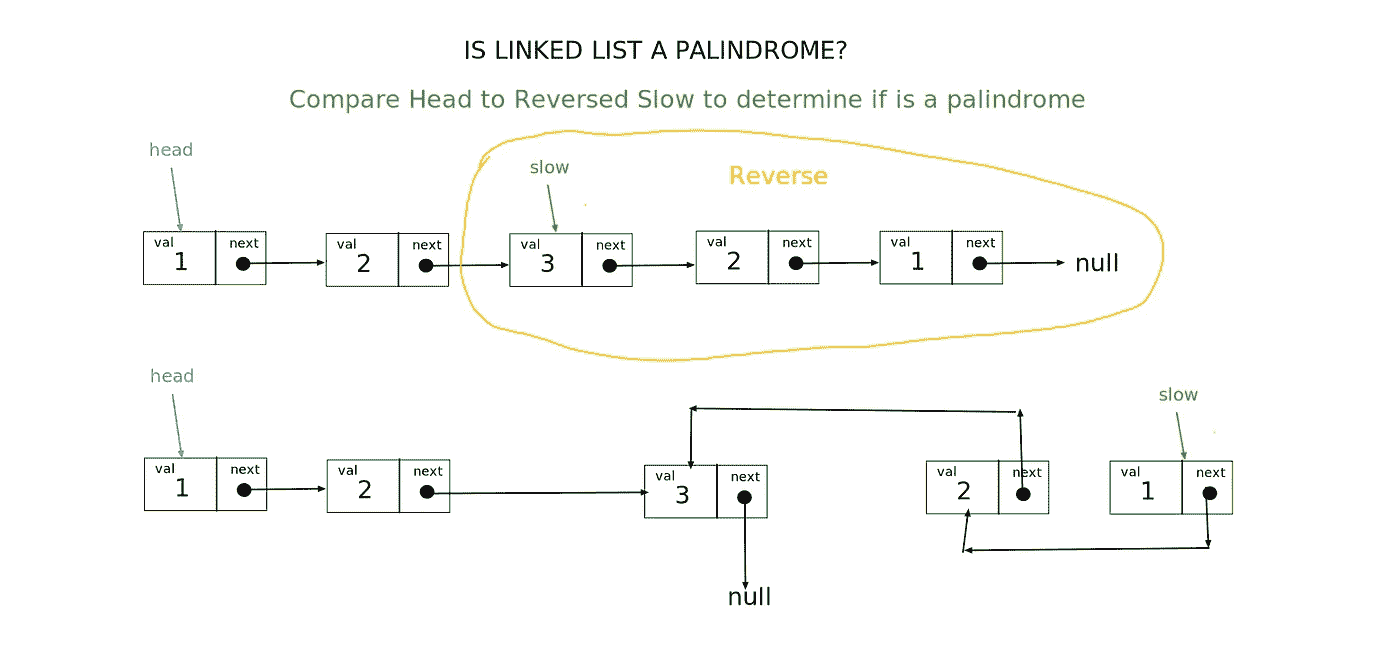 IS LINKED LIST A PALINDROME?
Compare Head to Reversed Slow to determine if is a palindrome
head
slow
Reverse
val next val next val next val next val next
1 2 3 2 1 null
head
slow
val next val next val next val next val next
1 2 3 2 1
null